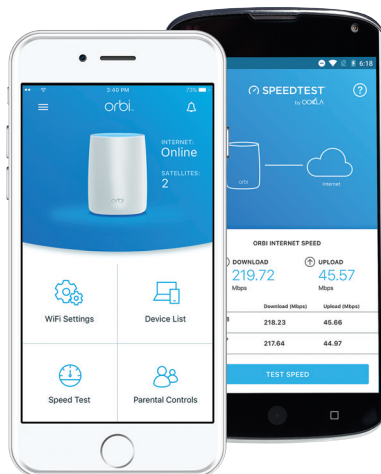 3:40 PM
73%
orbi
INTERNET:
Online
SATELLITES:
2
WiFi Settings
Device List
Speed Test
Parental Controls
6:18
SPEEDTEST
by OOKLA
?
orbi
Internet
ORBI INTERNET SPEED
DOWNLOAD
UPLOAD
219.72
45.57
Mbps
Mbps
Download (Mbps)
Upload (Mbps)
218.23
45.66
217.64
44.97
TEST SPEED